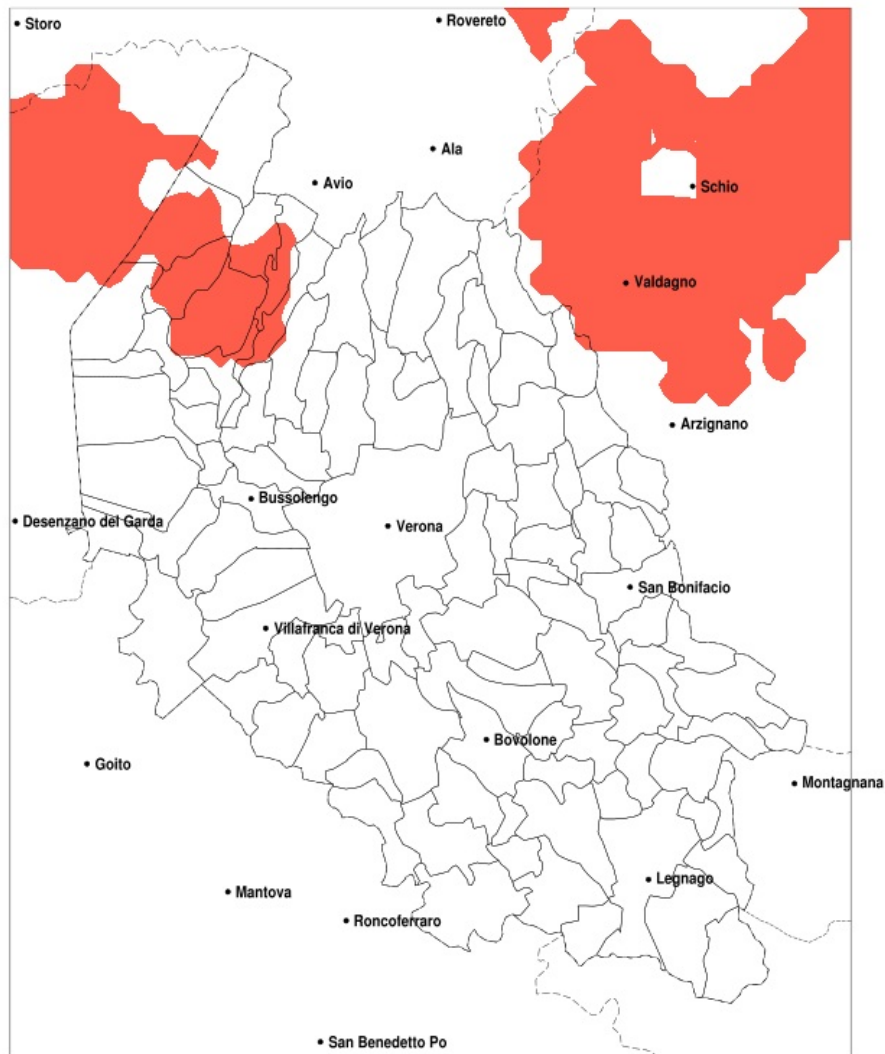 Storo
Rovereto
Ala
Avio
Schio
Valdagno
Arzignano
Bussolengo
Desenzano del Garda
Verona
San Bonifacio
Villafranca di Verona
Bovolone
Goito
Montagnana
Legnago
Mantova
Roncoferraro
San Benedetto Po